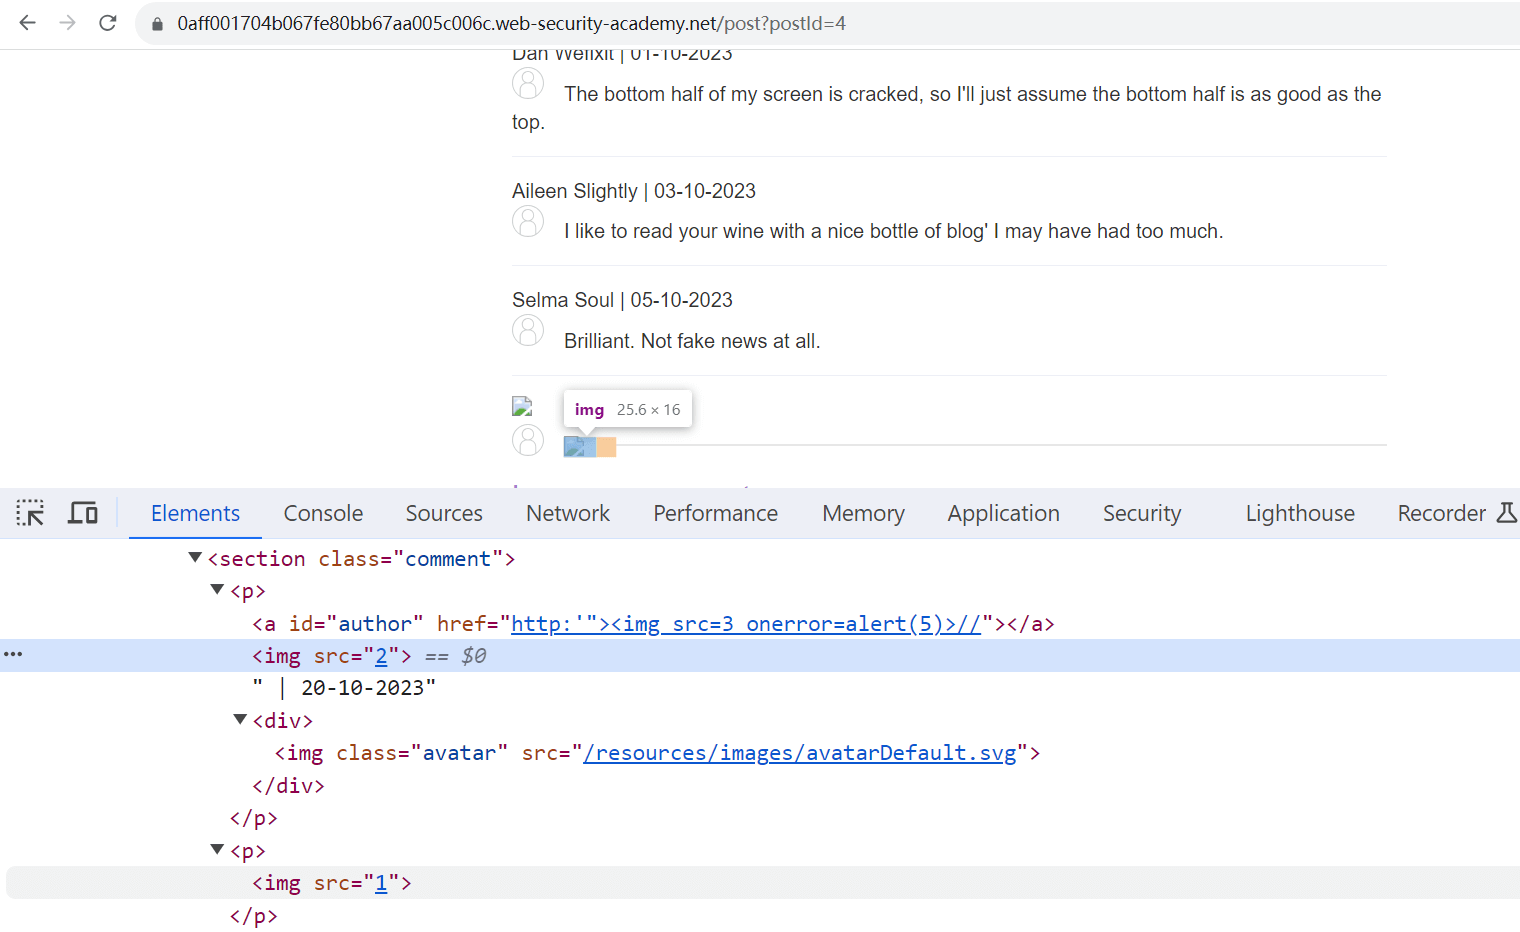 0aff001704b067fe80bb67aa005c006c.web-security-academy.net/post?postId=4
Dan Wefixit | 01-10-2023
The bottom half of my screen is cracked, so I'll just assume the bottom half is as good as the
top.
Aileen Slightly | 03-10-2023
I like to read your wine with a nice bottle of blog' I may have had too much.
Selma Soul | 05-10-2023
Brilliant. Not fake news at all.
img 25.6 × 16
Elements Console Sources Network Performance Memory Application Security Lighthouse Recorder
<section class="comment">
<p>
<a id="author" href="http:'"><img src=3 onerror=alert(5)>//"></a>
<img src="2"> == $0
" | 20-10-2023"
<div>
<img class="avatar" src="/resources/images/avatarDefault.svg">
</div>
</p>
<p>
<img src="1">
</p>